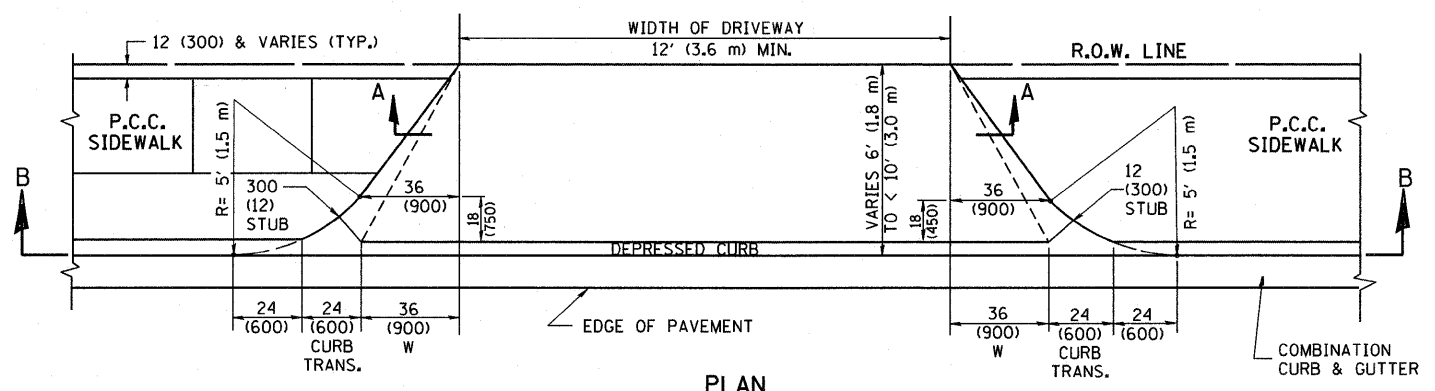 12 (300) & VARIES (TYP.)
WIDTH OF DRIVEWAY
12' (3.6 m) MIN.
R.O.W. LINE
A
A
P.C.C.
SIDEWALK
P.C.C.
SIDEWALK
R= 5' (1.5 m)
VARIES 6' (1.8 m)
TO < 10' (3.0 m)
R= 5' (1.5 m)
B
B
300
(12)
STUB
36
(900)
18
(750)
36
(900)
18
(450)
12
(300)
STUB
DEPRESSED CURB
24
(600)
24
(600)
CURB
TRANS.
36
(900)
W
EDGE OF PAVEMENT
36
(900)
W
24
(600)
CURB
TRANS.
24
(600)
COMBINATION
CURB & GUTTER
PLAN